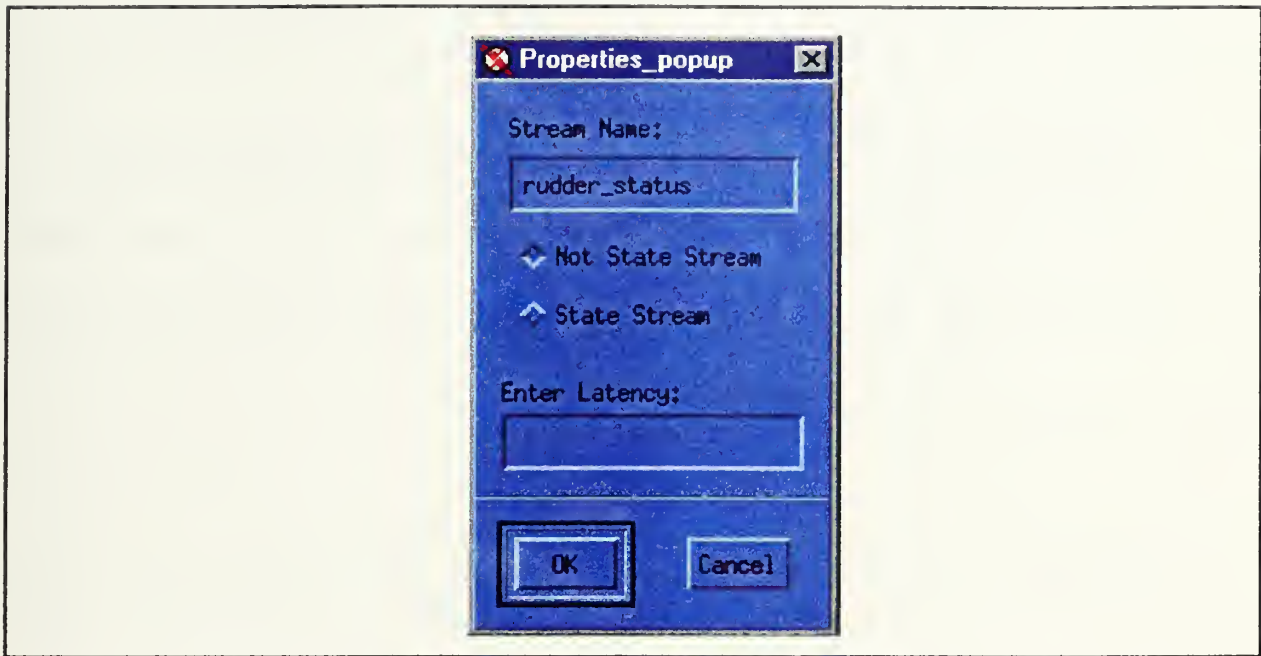 Properties_popup
Stream Name:
rudder_status
Not State Stream
State Stream
Enter Latency:
OK Cancel